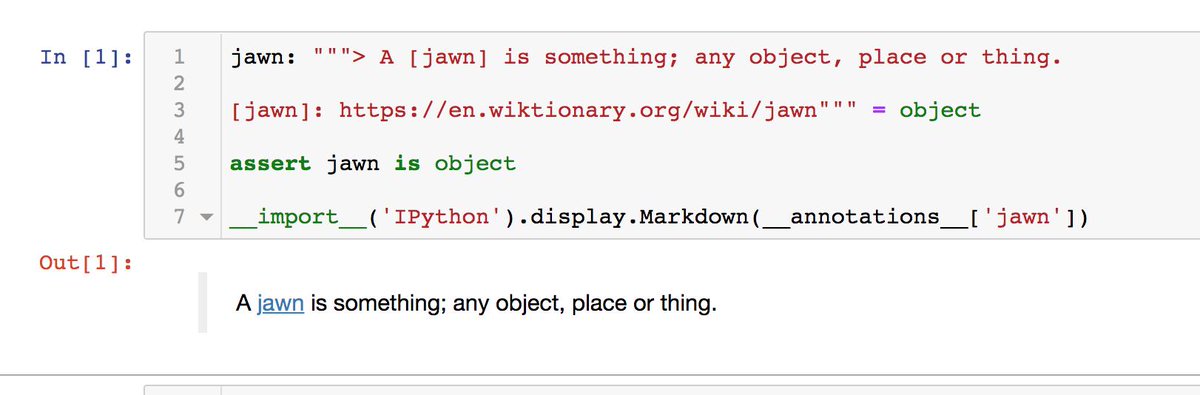 In [1]:
1 jawn: """> A [jawn] is something; any object, place or thing.
2
3 [jawn]: https://en.wiktionary.org/wiki/jawn""" = object
4
5 assert jawn is object
6
7 __import__('IPython').display.Markdown(__annotations__['jawn'])
Out[1]:
A jawn is something; any object, place or thing.